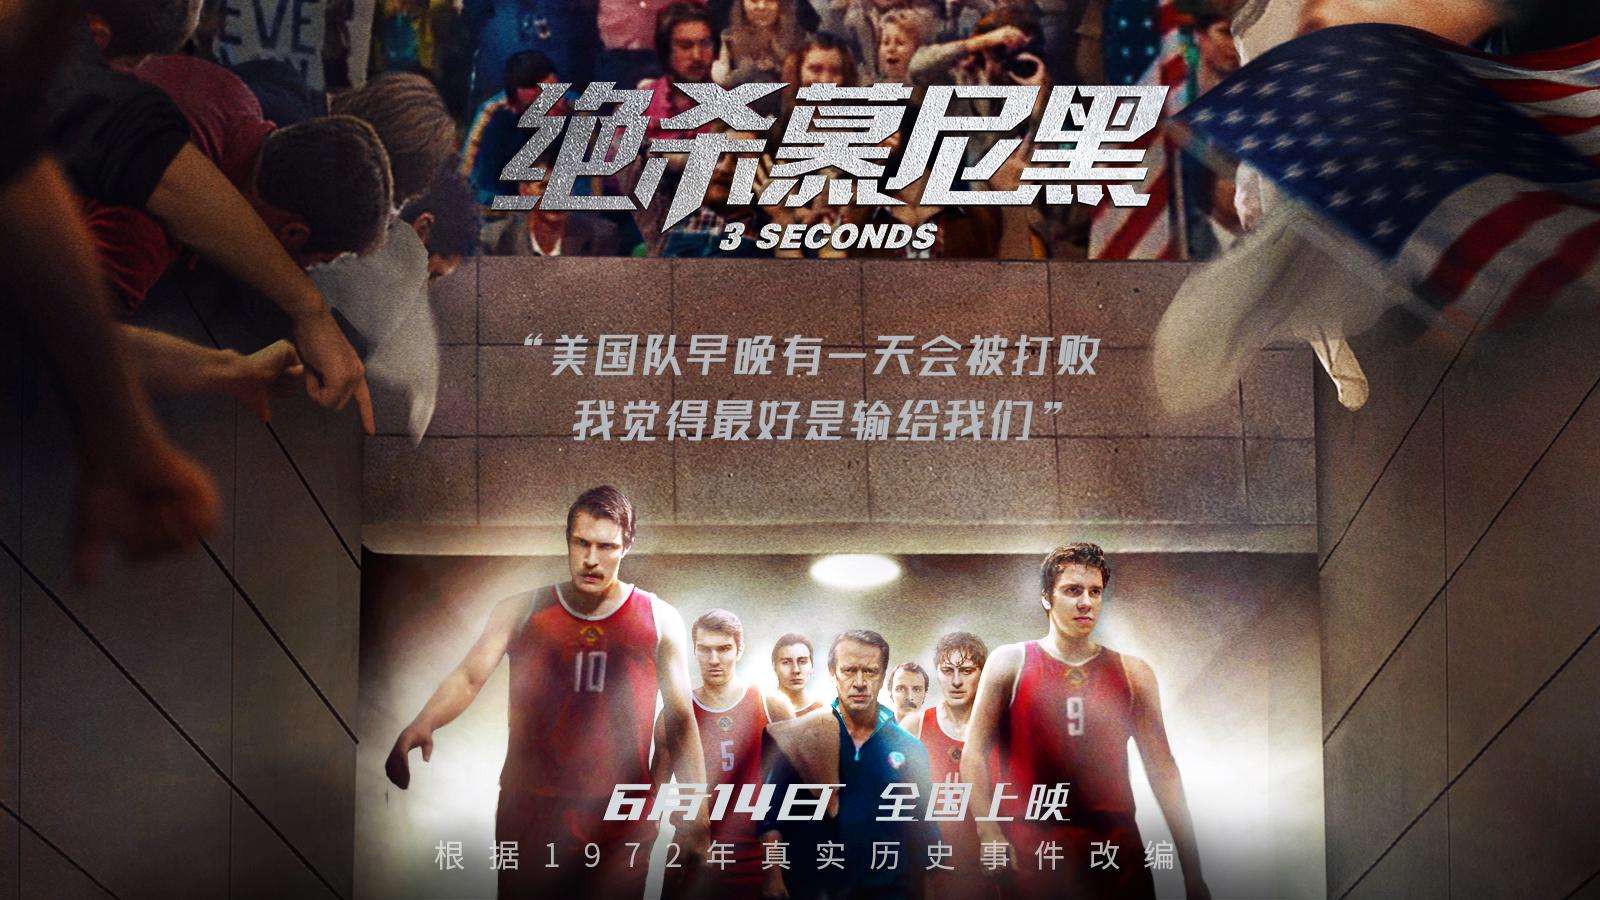 EVE
绝杀慕尼黑
3 SECONDS
“美国队早晚有一天会被打败
我觉得最好是输给我们”
10
9
5
6月14日 全国上映
根据1972年真实历史事件改编